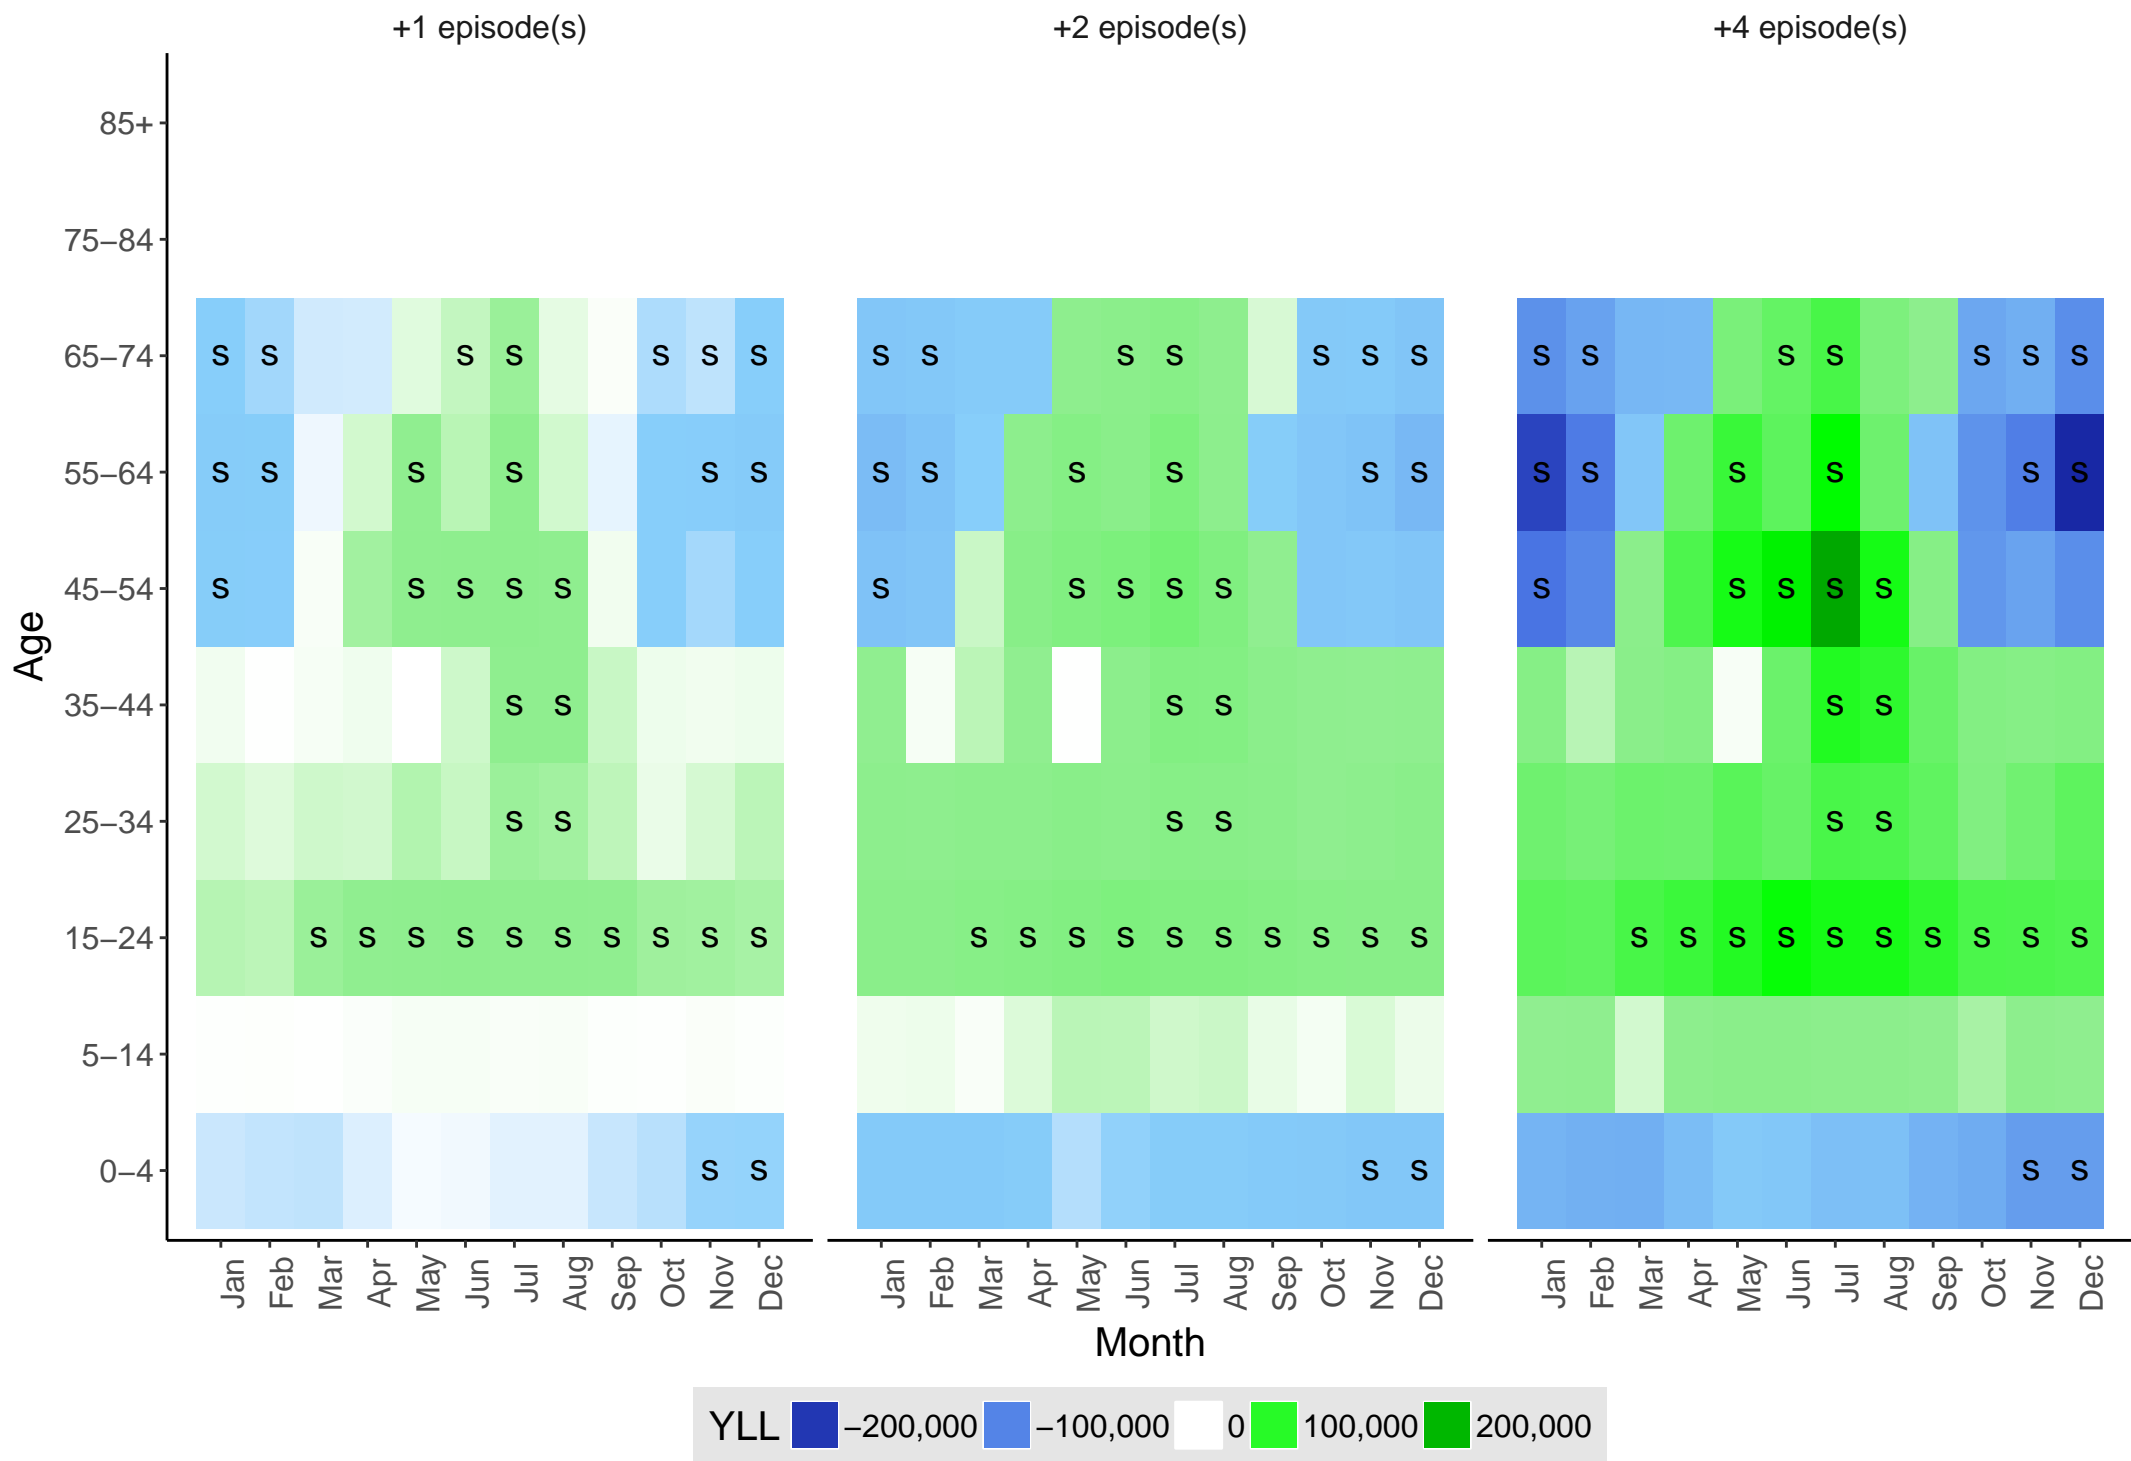 +1 episode(s) +2 episode(s) +4 episode(s)
85+
75–84
65–74 s s s s s s s s s s s s s s s s s s s s s
55–64 s s s s s s s s s s s s s s s s s s
45–54 s s s s s s s s s s s s s s s
35–44 s s s s s s
25–34 s s s s s s
15–24 s s s s s s s s s s s s s s s s s s s s s s s s s s s s s s
5–14
0–4 s s s s s s
Age
Jan Feb Mar Apr May Jun Jul Aug Sep Oct Nov Dec Jan Feb Mar Apr May Jun Jul Aug Sep Oct Nov Dec Jan Feb Mar Apr May Jun Jul Aug Sep Oct Nov Dec
Month
YLL −200,000 −100,000 0 100,000 200,000